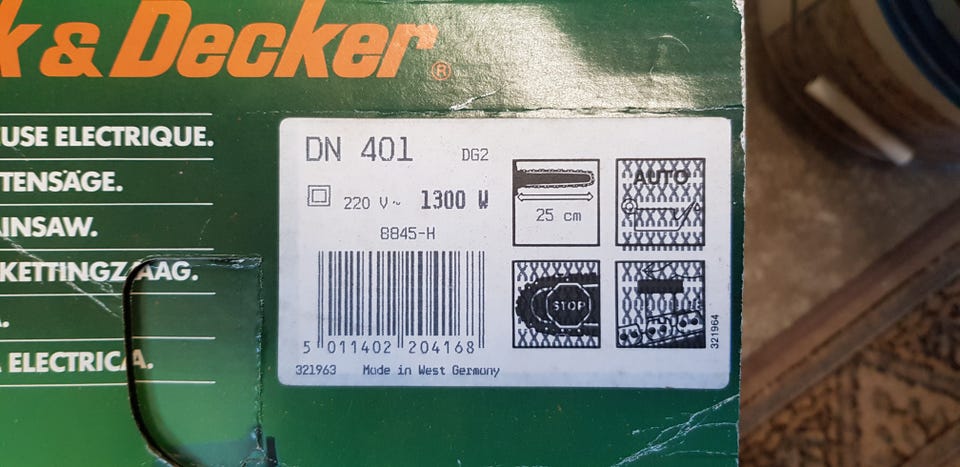 k & Decker®
USE ELECTRIQUE.
TENSÄGE.
AINSAW.
KETTINGZAAG.
A.
A ELECTRICA.
DN 401 DG2
220 V~ 1300 W
8845-H
5 011402 204168
321963 Made in West Germany
25 cm
AUTO
STOP
321964